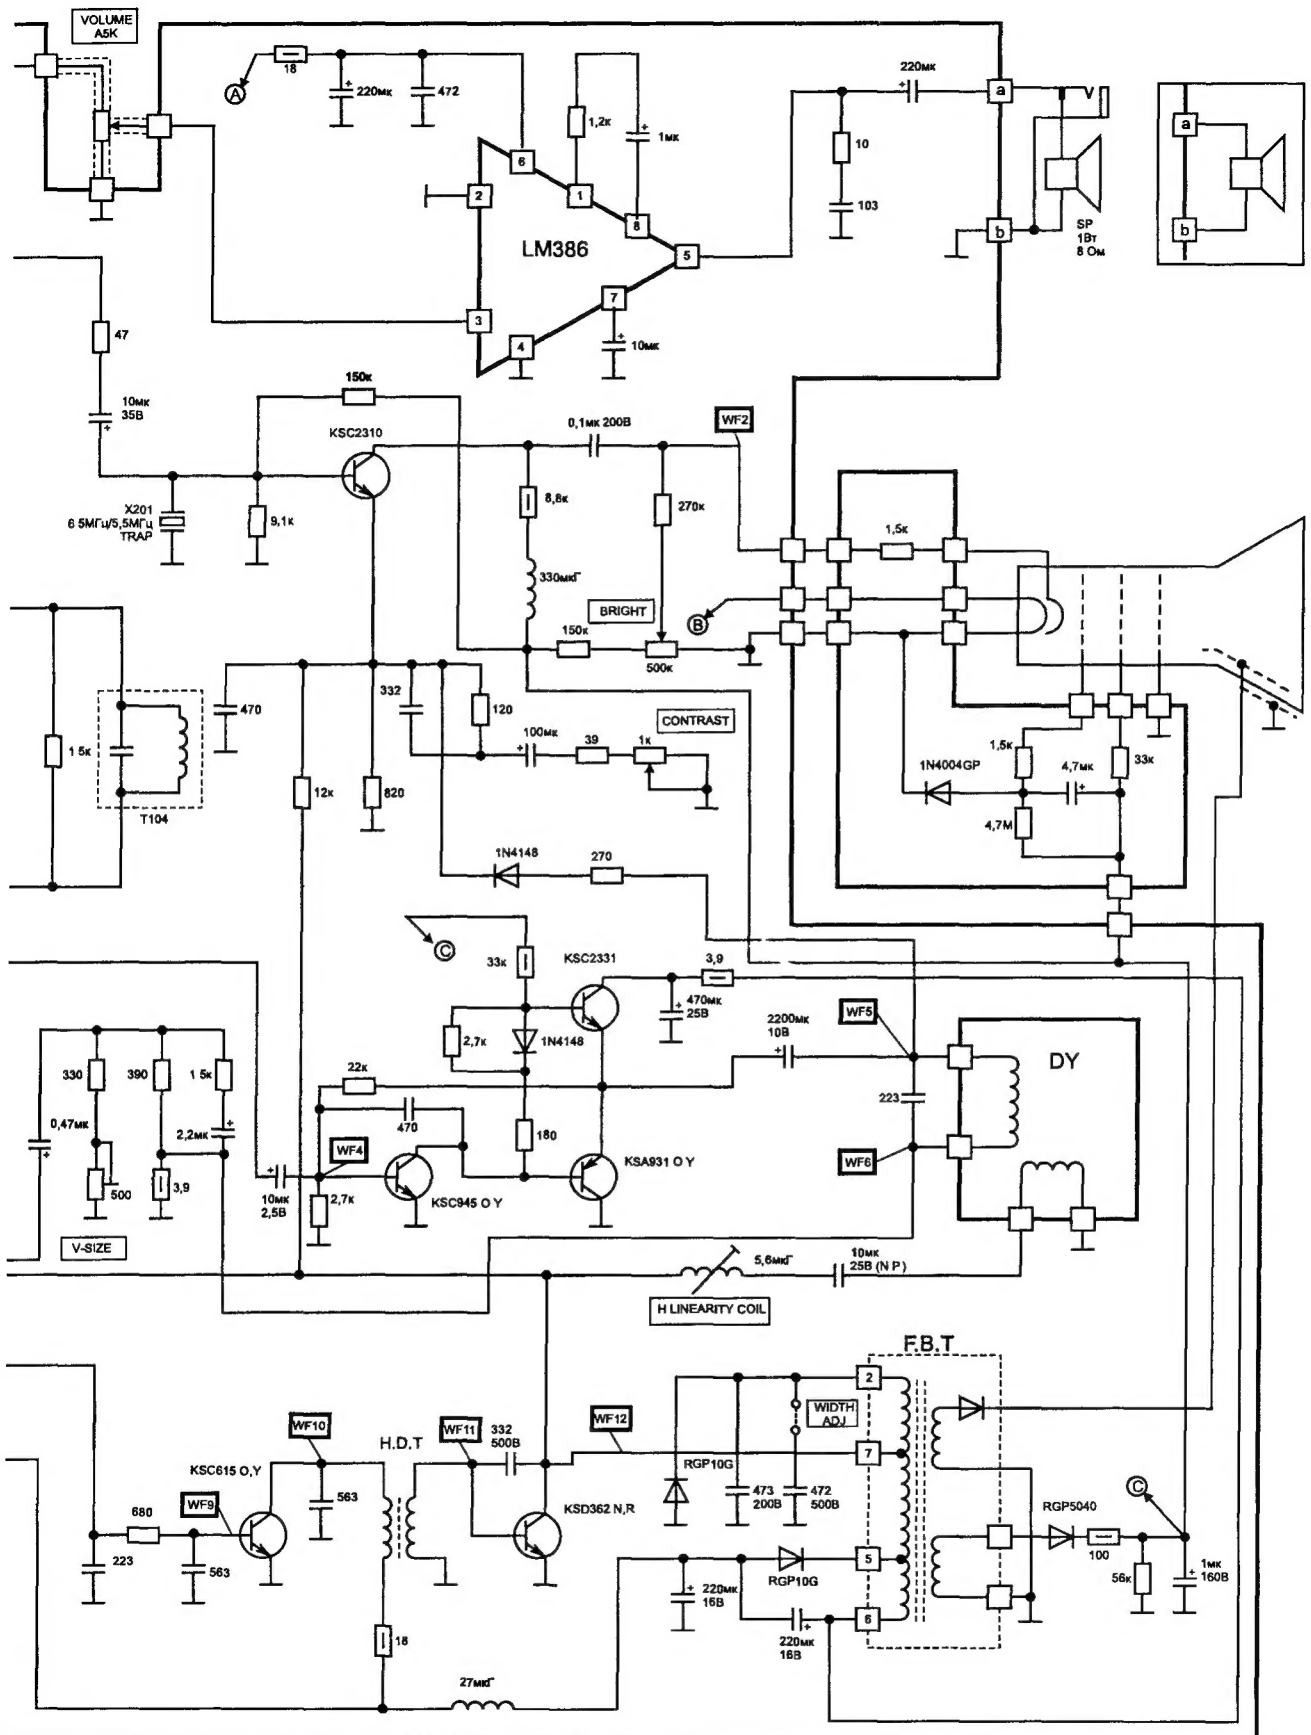 VOLUME
A5K
A
18
220мк
472
1,2к
1мк
220мк
10
103
a
b
SP
1Вт
8 Ом
a
b
6
2
1
8
LM386
5
7
3
4
10мк
47
10мк
35В
150к
KSC2310
0,1мк 200В
WF2
8,8к
270к
X201
6 5МГц/5,5МГц
TRAP
9,1к
330мкГ
BRIGHT
150к
500к
1,5к
B
470
332
120
CONTRAST
100мк
39
1к
1 5к
T104
12к
820
1N4004GP
1,5к
4,7мк
33к
4,7М
1N4148
270
C
33к
KSC2331
3,9
470мк
25В
2,7к
1N4148
2200мк
10В
WF5
DY
330
390
1 5к
22к
223
0,47мк
2,2мк
470
WF4
180
WF6
500
3,9
10мк
2,5В
2,7к
KSC945 O Y
KSA931 O Y
V-SIZE
5,6мкГ
10мк
25В (N P)
H LINEARITY COIL
F.B.T
2
WIDTH
ADJ
WF10
H.D.T
WF11
332
500В
WF12
7
KSC615 O,Y
RGP10G
473
200В
472
500В
C
680
WF9
563
KSD362 N,R
RGP5040
223
563
5
100
RGP10G
56к
1мк
160В
220мк
16В
6
18
220мк
16В
27мкГ